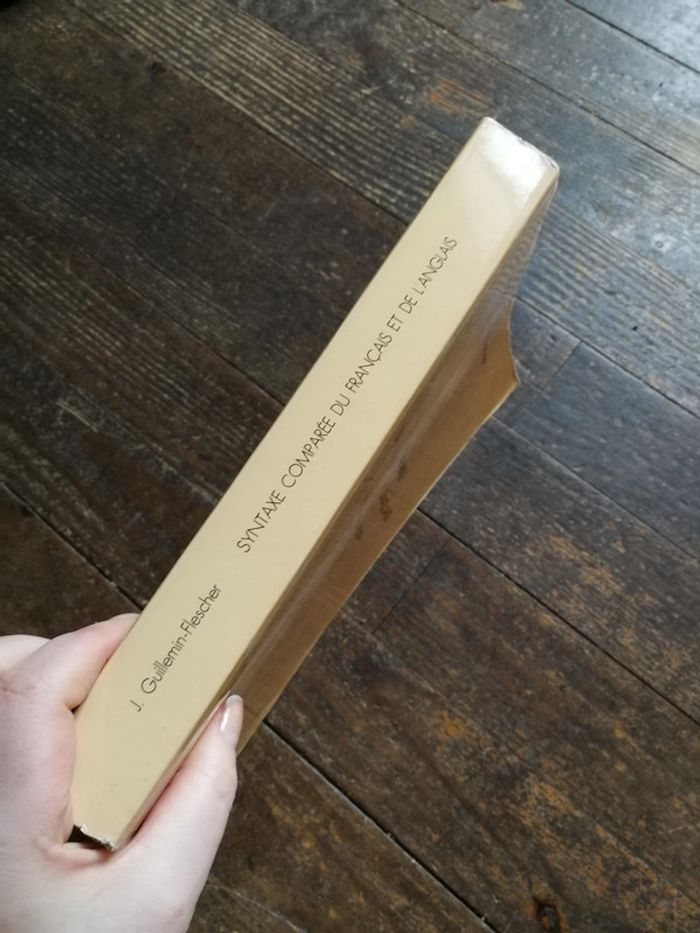 J. Guillemin-Flescher SYNTAXE COMPARÉE DU FRANÇAIS ET DE L'ANGLAIS